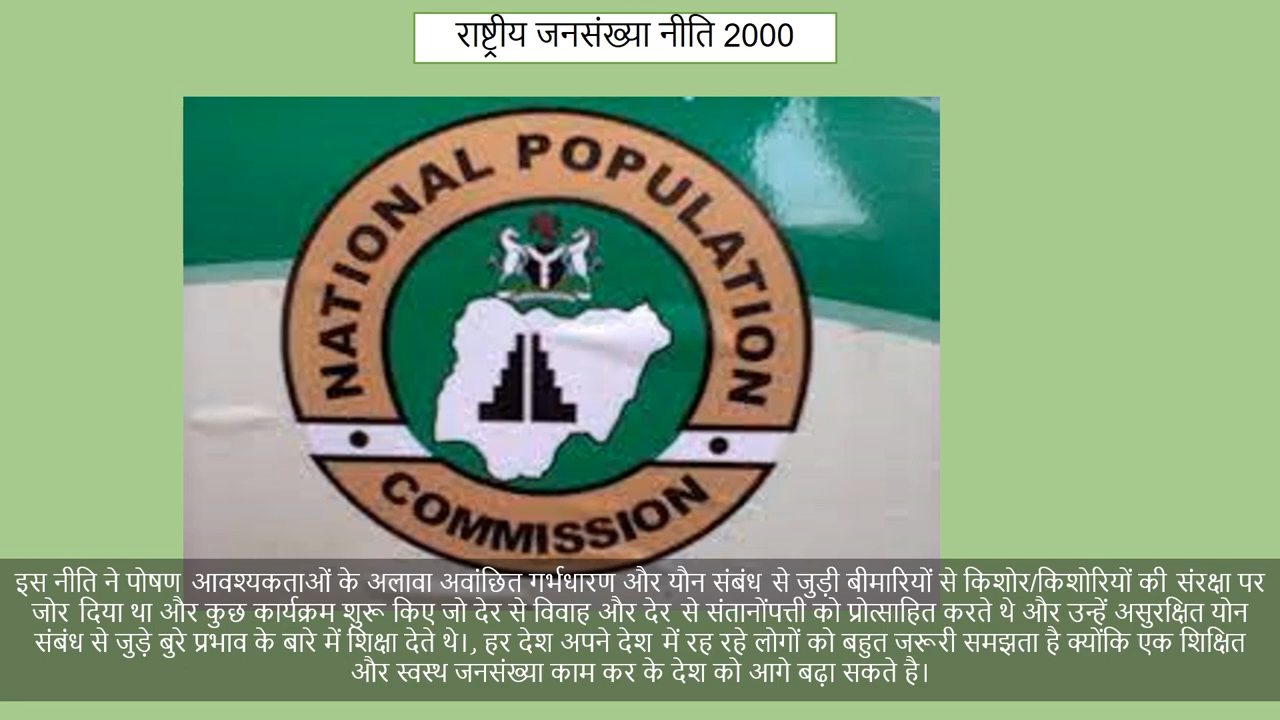 राष्ट्रीय जनसंख्या नीति 2000
NATIONAL POPULATION
COMMISSION
इस नीति ने पोषण आवश्यकताओं के अलावा अवांछित गर्भधारण और यौन संबंध से जुड़ी बीमारियों से किशोर/किशोरियों की संरक्षा पर
जोर दिया था और कुछ कार्यक्रम शुरू किए जो देर से विवाह और देर से संतानोंपत्ती को प्रोत्साहित करते थे और उन्हें असुरक्षित योन
संबंध से जुड़े बुरे प्रभाव के बारे में शिक्षा देते थे।, हर देश अपने देश में रह रहे लोगों को बहुत जरूरी समझता है क्योंकि एक शिक्षित
और स्वस्थ जनसंख्या काम कर के देश को आगे बढ़ा सकते है।